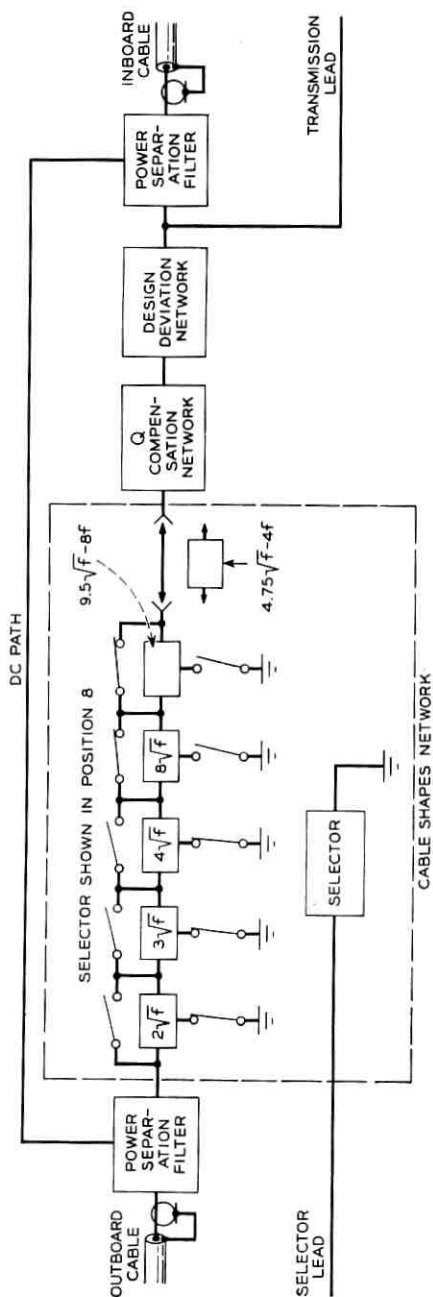 DC PATH
OUTBOARD
CABLE
POWER
SEPAR-
ATION
FILTER
SELECTOR SHOWN IN POSITION 8
2√f
3√f
4√f
8√f
9.5√f-8f
4.75√f-4f
Q
COMPEN-
SATION
NETWORK
DESIGN
DEVIATION
NETWORK
POWER
SEPAR-
ATION
FILTER
INBOARD
CABLE
SELECTOR
LEAD
SELECTOR
CABLE SHAPES NETWORK
TRANSMISSION
LEAD